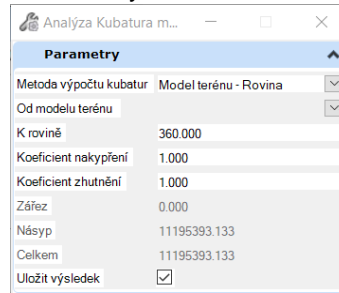 Analýza Kubatura m...
Parametry
Metoda výpočtu kubatur Model terénu - Rovina
Od modelu terénu
K rovině 360.000
Koeficient nakypření 1.000
Koeficient zhutnění 1.000
Zářez 0.000
Násyp 11195393.133
Celkem 11195393.133
Uložit výsledek